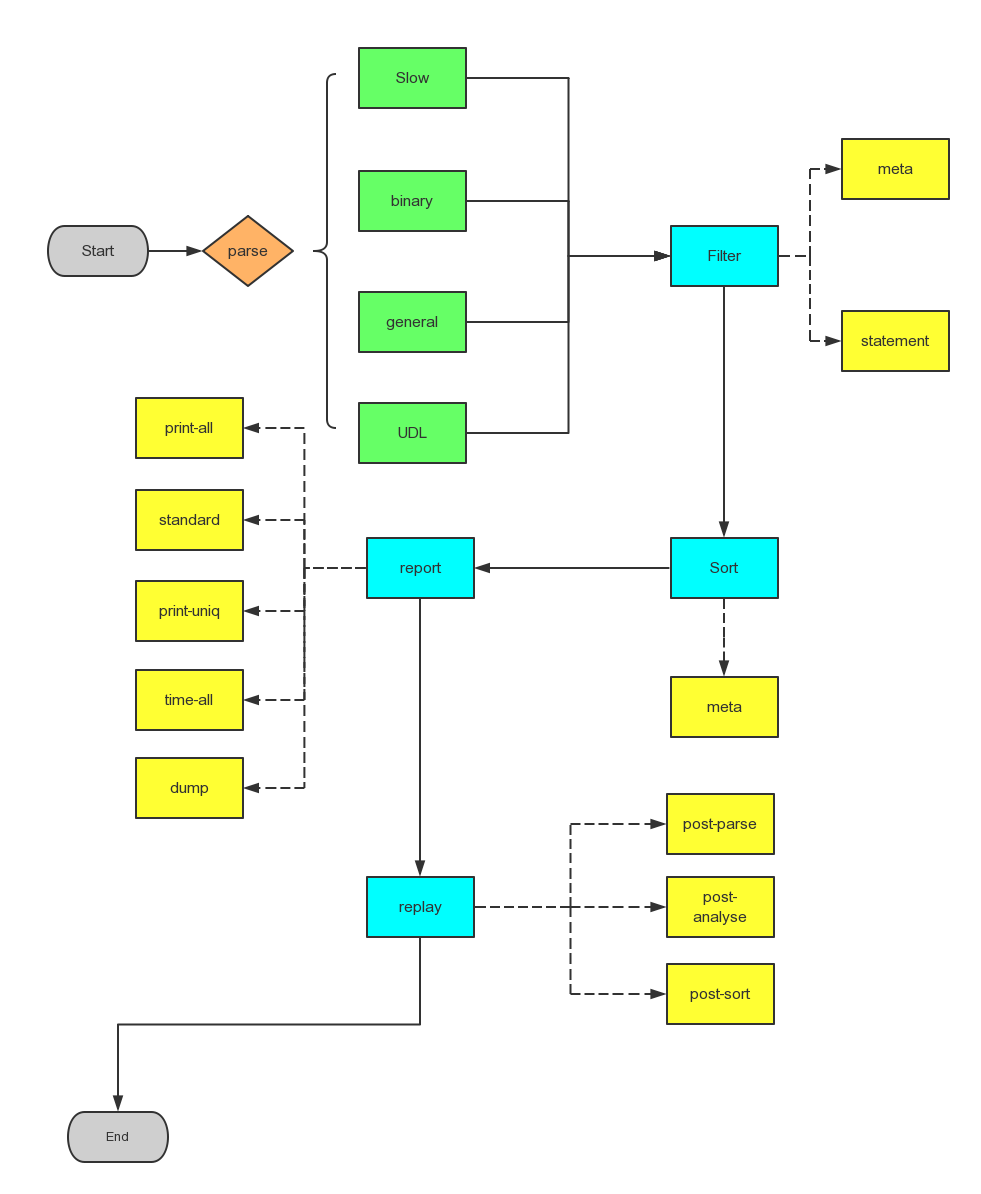 Slow
meta
binary
Start
parse
Filter
general
statement
print-all
UDL
standard
report
Sort
print-uniq
time-all
meta
dump
post-parse
replay
post-
analyse
post-sort
End